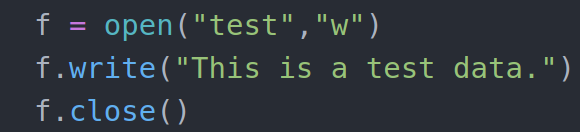 f = open("test","w")
f.write("This is a test data.")
f.close()